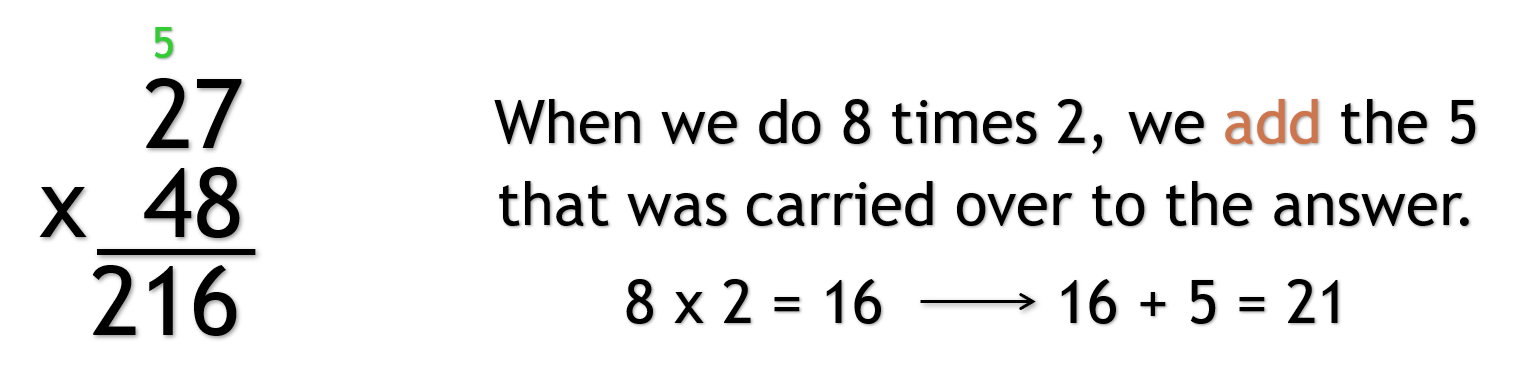 5
27
x 48
216
When we do 8 times 2, we add the 5
that was carried over to the answer.
8 x 2 = 16 ⟶ 16 + 5 = 21